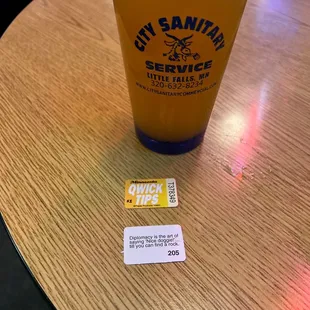 CITY SANITARY
SERVICE
LITTLE FALLS, MN
320-632-8234
Minnesota
QWICK
TIPS
Diplomacy is the art of
saying "Nice doggie"...
till you can find a rock.
205